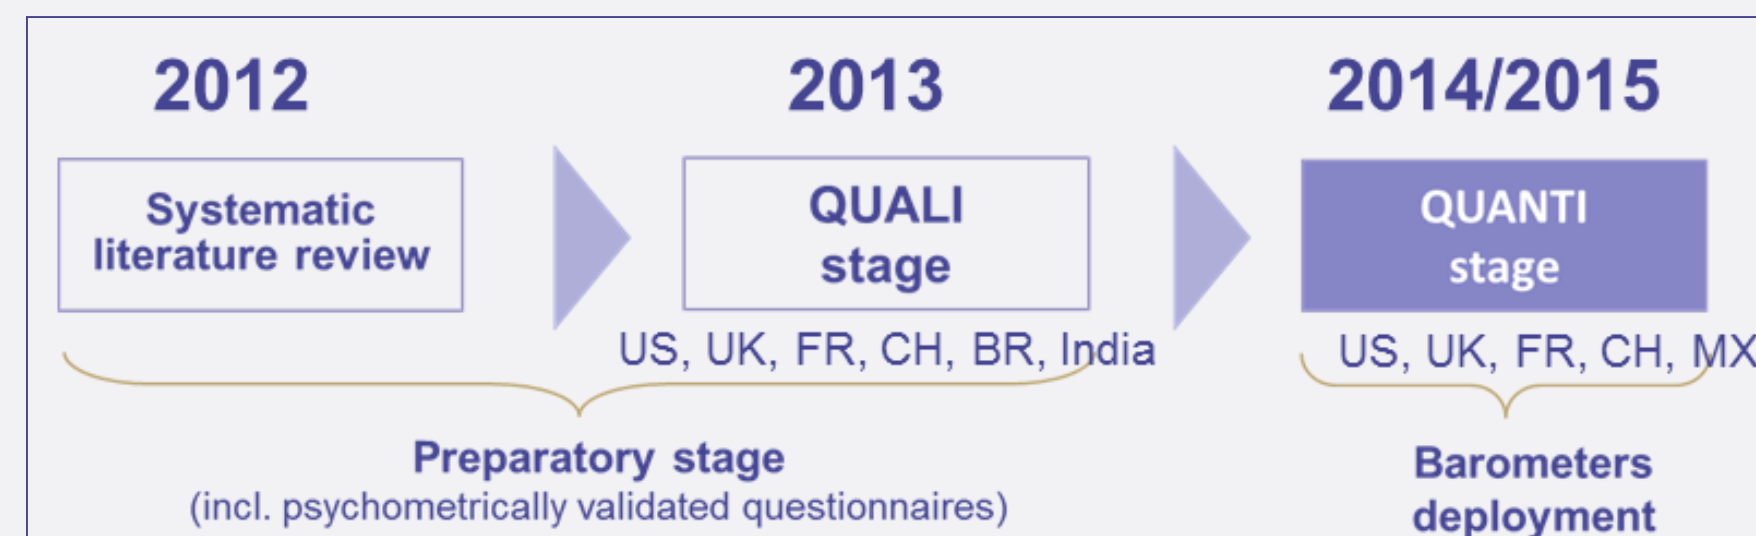 2012
Systematic
literature review
2013
QUALI
stage
US, UK, FR, CH, BR, India
2014/2015
QUANTI
stage
US, UK, FR, CH, MX
Preparatory stage
(incl. psychometrically validated questionnaires)
Barometers
deployment